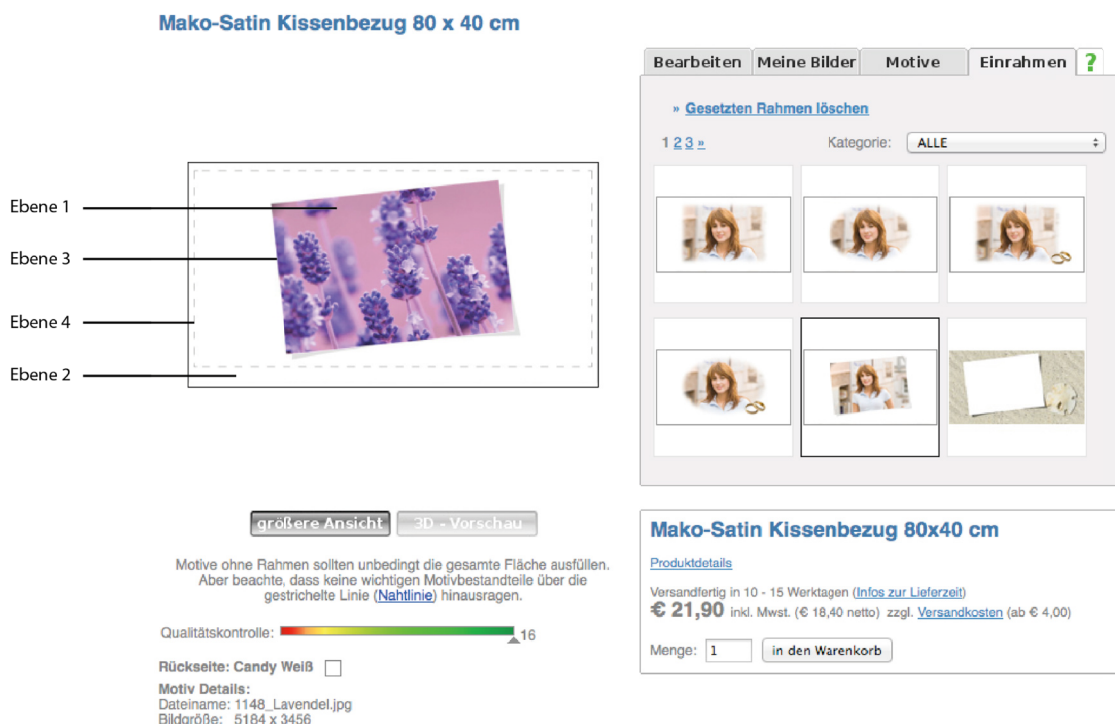 Mako-Satin Kissenbezug 80 x 40 cm
Ebene 1
Ebene 3
Ebene 4
Ebene 2
größere Ansicht 3D - Vorschau
Motive ohne Rahmen sollten unbedingt die gesamte Fläche ausfüllen.
Aber beachte, dass keine wichtigen Motivbestandteile über die
gestrichelte Linie (Nahtlinie) hinausragen.
Qualitätskontrolle: 16
Rückseite: Candy Weiß
Motiv Details:
Dateiname: 1148_Lavendel.jpg
Bildgröße: 5184 x 3456
Bearbeiten Meine Bilder Motive Einrahmen ?
» Gesetzten Rahmen löschen
1 2 3 » Kategorie: ALLE
Mako-Satin Kissenbezug 80x40 cm
Produktdetails
Versandfertig in 10 - 15 Werktagen (Infos zur Lieferzeit)
€ 21,90 inkl. Mwst. (€ 18,40 netto) zzgl. Versandkosten (ab € 4,00)
Menge: 1 in den Warenkorb